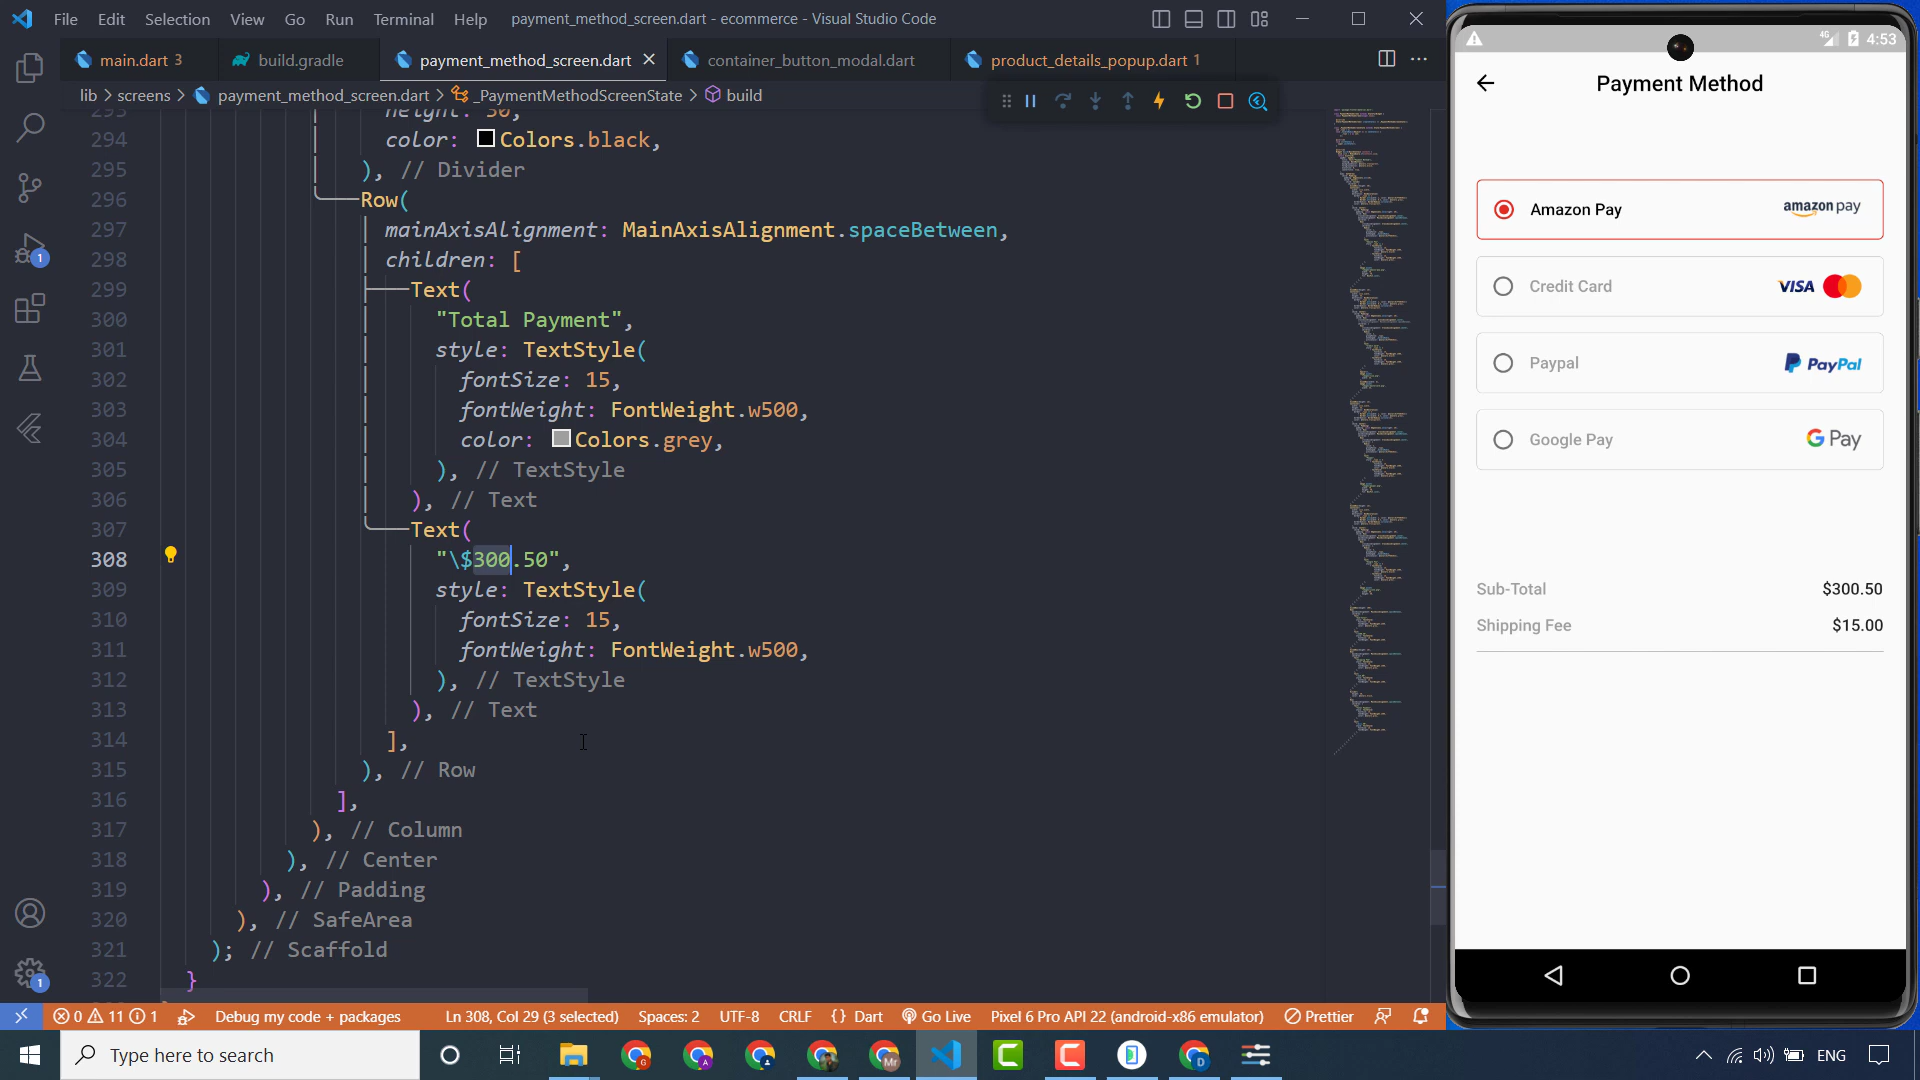 File Edit Selection View Go Run Terminal Help payment_method_screen.dart - ecommerce - Visual Studio Code
main.dart 3 build.gradle payment_method_screen.dart container_button_modal.dart product_details_popup.dart 1
lib > screens > payment_method_screen.dart > _PaymentMethodScreenState > build
293 height: 50,
294 color: Colors.black,
295 ), // Divider
296 Row(
297 mainAxisAlignment: MainAxisAlignment.spaceBetween,
298 children: [
299 Text(
300 "Total Payment",
301 style: TextStyle(
302 fontSize: 15,
303 fontWeight: FontWeight.w500,
304 color: Colors.grey,
305 ), // TextStyle
306 ), // Text
307 Text(
308 "\$300.50",
309 style: TextStyle(
310 fontSize: 15,
311 fontWeight: FontWeight.w500,
312 ), // TextStyle
313 ), // Text
314 ],
315 ), // Row
316 ],
317 ), // Column
318 ), // Center
319 ), // Padding
320 ), // SafeArea
321 ); // Scaffold
322 }
1
1
0 11 1 Debug my code + packages Ln 308, Col 29 (3 selected) Spaces: 2 UTF-8 CRLF {} Dart Go Live Pixel 6 Pro API 22 (android-x86 emulator) Prettier
Type here to search
ENG
4G 4:53
Payment Method
Amazon Pay amazon pay
Credit Card VISA
Paypal PayPal
Google Pay G Pay
Sub-Total $300.50
Shipping Fee $15.00